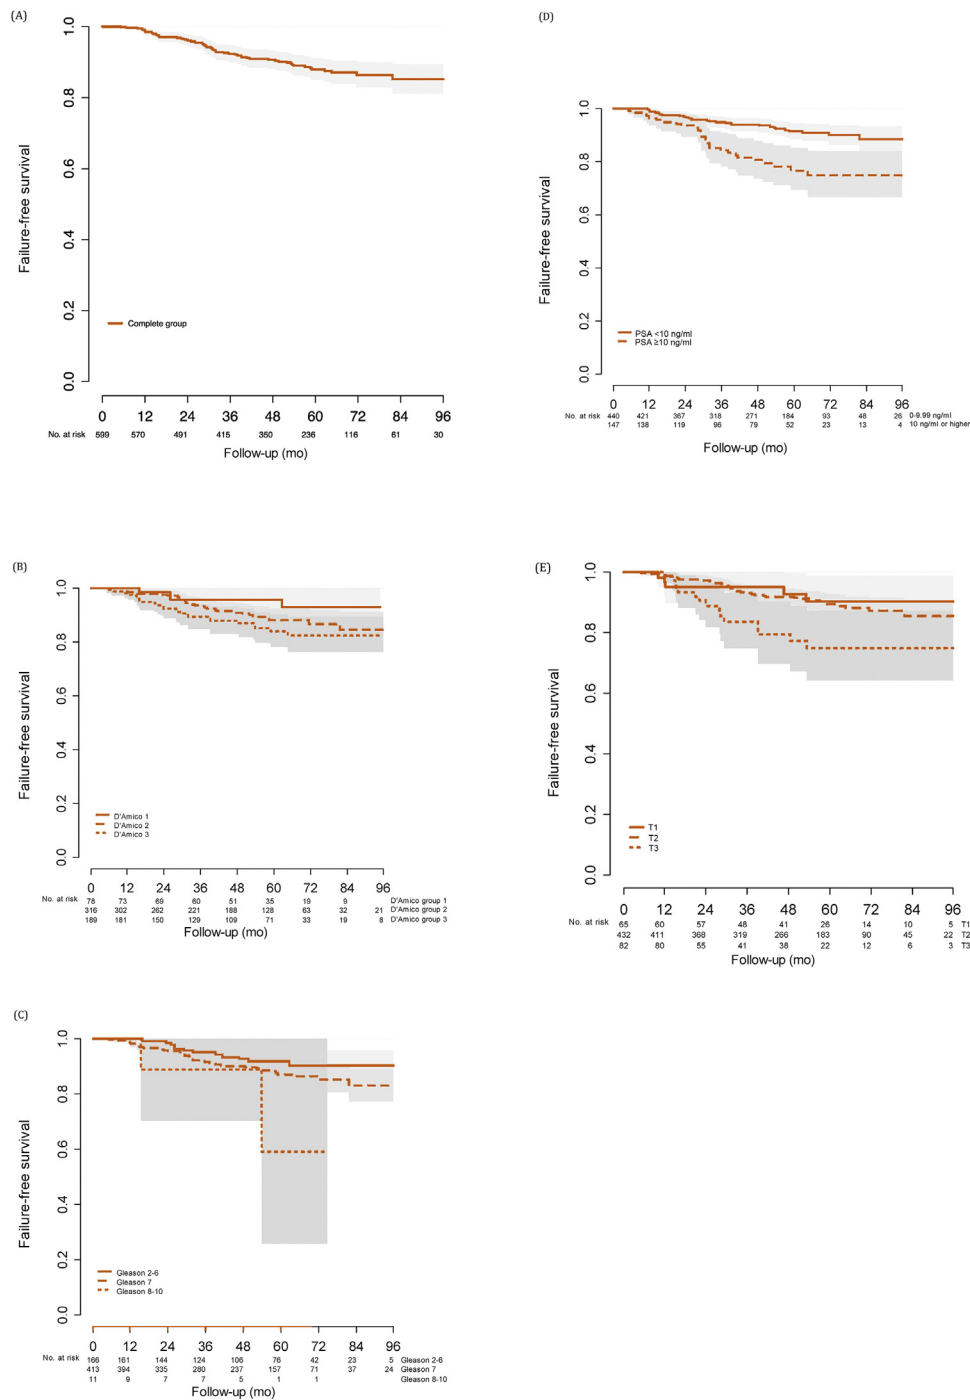 (A)
Failure-free survival
1.0
0.8
0.6
0.4
0.2
0.0
Complete group
0 12 24 36 48 60 72 84 96
No. at risk 599 570 491 415 350 236 116 61 30
Follow-up (mo)
(D)
Failure-free survival
1.0
0.8
0.6
0.4
0.2
0.0
PSA <10 ng/ml
PSA ≥10 ng/ml
0 12 24 36 48 60 72 84 96
No. at risk 440 421 367 318 271 184 93 48 26 0-9.99 ng/ml
147 138 119 96 79 52 23 13 4 10 ng/ml or higher
Follow-up (mo)
(B)
Failure-free survival
1.0
0.8
0.6
0.4
0.2
0.0
D'Amico 1
D'Amico 2
D'Amico 3
0 12 24 36 48 60 72 84 96
No. at risk 78 73 69 60 51 35 19 9 D'Amico group 1
316 302 262 221 188 128 63 32 21 D'Amico group 2
189 181 150 129 109 71 33 19 8 D'Amico group 3
Follow-up (mo)
(E)
Failure-free survival
1.0
0.8
0.6
0.4
0.2
0.0
T1
T2
T3
0 12 24 36 48 60 72 84 96
No. at risk 65 60 57 48 41 26 14 10 5 T1
432 411 368 319 266 183 90 45 22 T2
82 80 55 41 38 22 12 6 3 T3
Follow-up (mo)
(C)
Failure-free survival
1.0
0.8
0.6
0.4
0.2
0.0
Gleason 2-6
Gleason 7
Gleason 8-10
0 12 24 36 48 60 72 84 96
No. at risk 166 161 144 124 106 76 42 23 5 Gleason 2-6
413 394 335 280 237 157 71 37 24 Gleason 7
11 9 7 7 5 1 1 Gleason 8-10
Follow-up (mo)